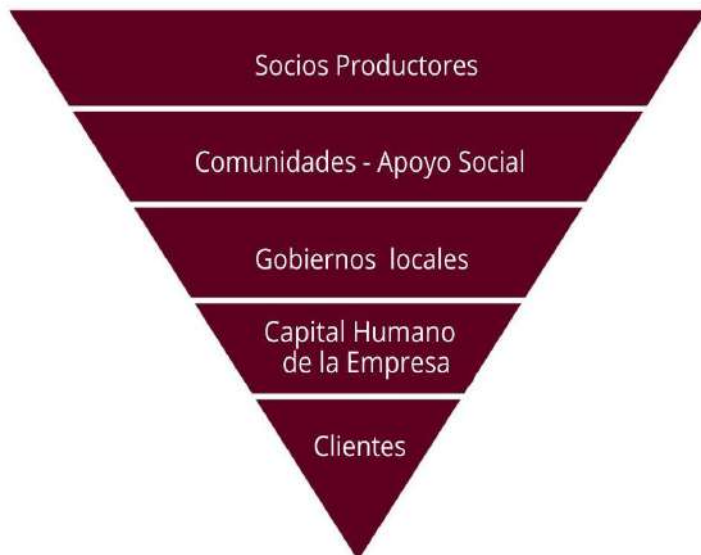 Socios Productores
Comunidades - Apoyo Social
Gobiernos locales
Capital Humano
de la Empresa
Clientes